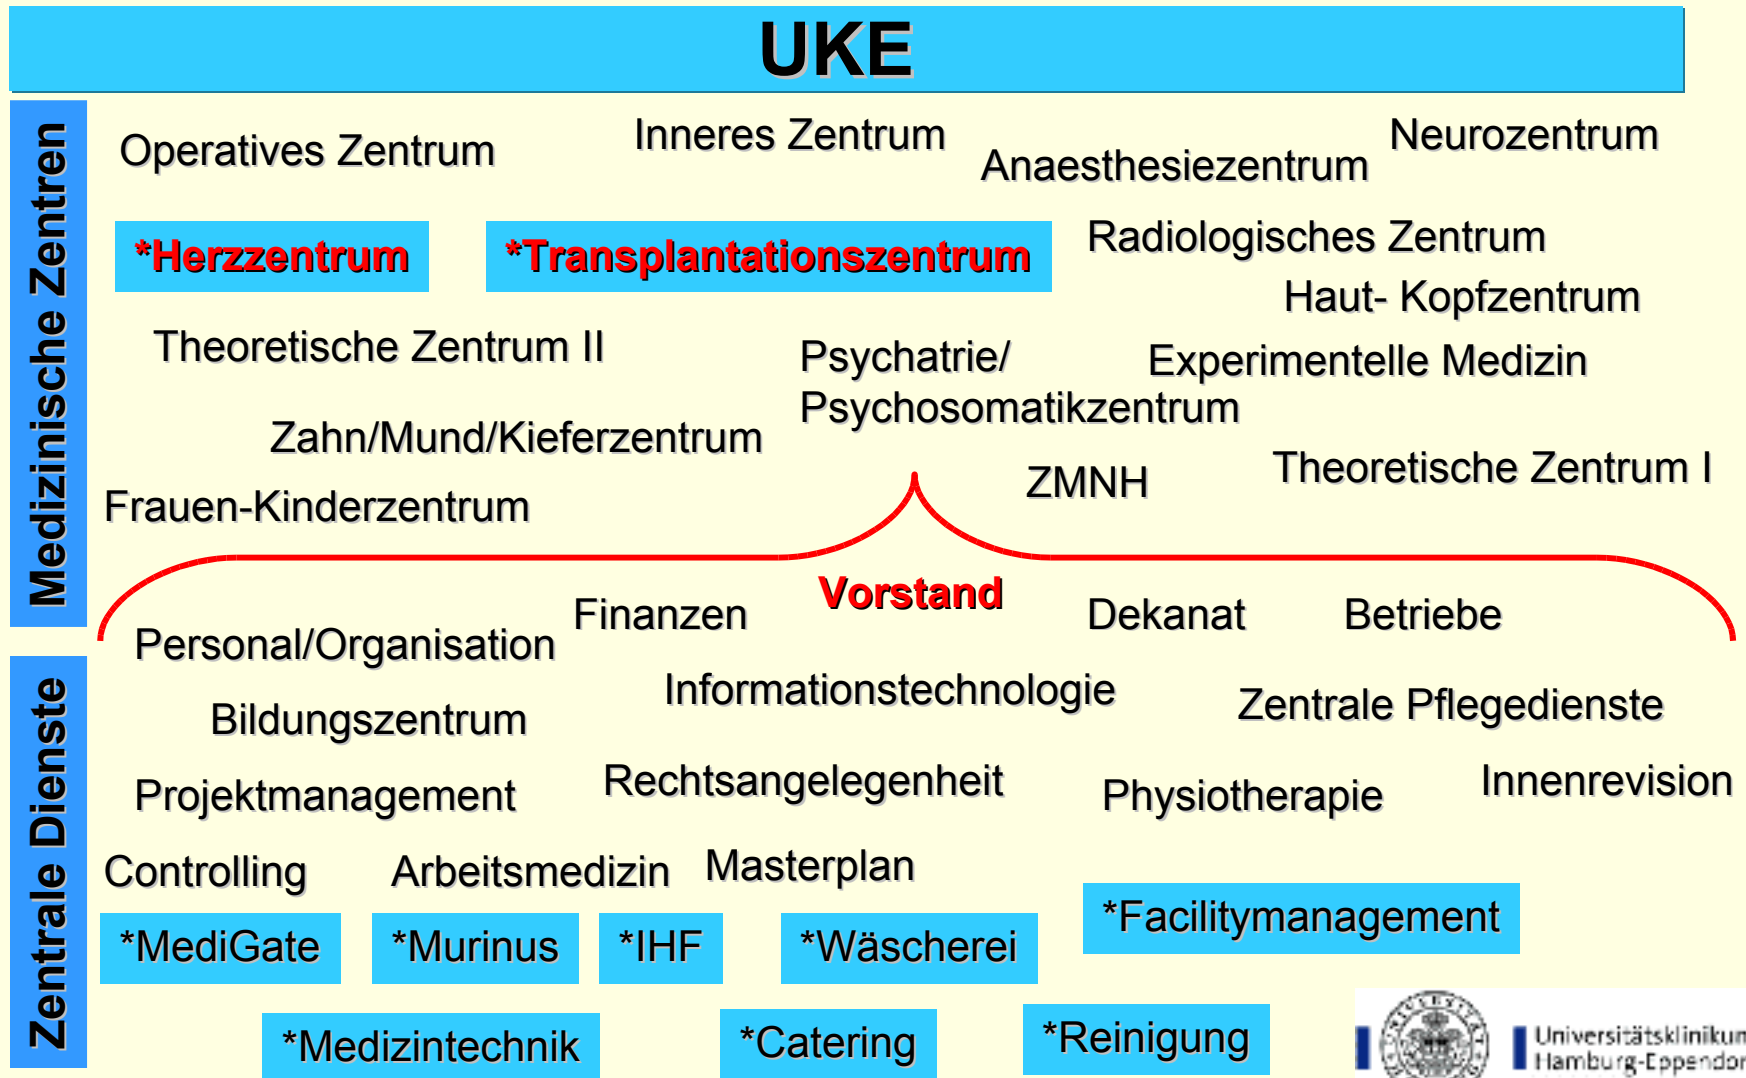 UKE
Medizinische Zentren
Operatives Zentrum
Inneres Zentrum
Anaesthesiezentrum
Neurozentrum
*Herzzentrum
*Transplantationszentrum
Radiologisches Zentrum
Haut- Kopfzentrum
Theoretische Zentrum II
Psychatrie/
Psychosomatikzentrum
Experimentelle Medizin
Zahn/Mund/Kieferzentrum
ZMNH
Theoretische Zentrum I
Frauen-Kinderzentrum
Vorstand
Zentrale Dienste
Finanzen
Dekanat
Betriebe
Personal/Organisation
Informationstechnologie
Zentrale Pflegedienste
Bildungszentrum
Projektmanagement
Rechtsangelegenheit
Physiotherapie
Innenrevision
Controlling
Arbeitsmedizin
Masterplan
*Facilitymanagement
*MediGate
*Murinus
*IHF
*Wäscherei
*Medizintechnik
*Catering
*Reinigung
Universitätsklinikun
Hamburg-Eppendor